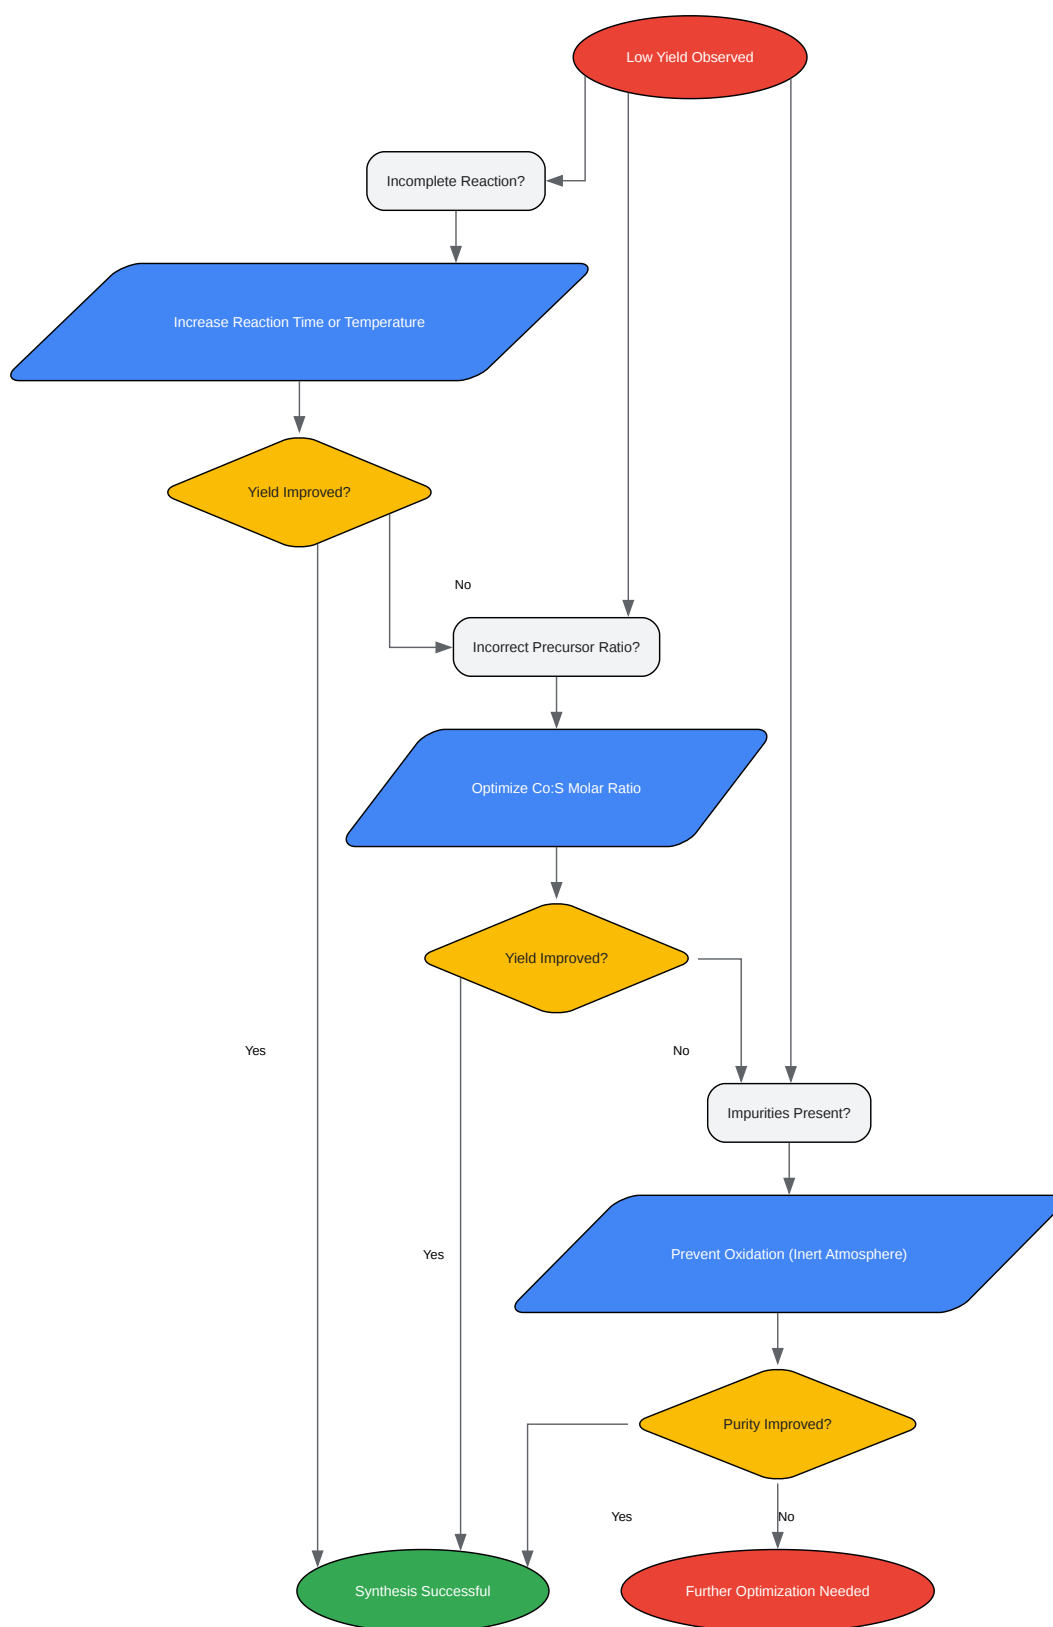 Low Yield Observed
Incomplete Reaction?
Increase Reaction Time or Temperature
Yield Improved?
No
Incorrect Precursor Ratio?
Optimize Co:S Molar Ratio
Yield Improved?
Yes
No
Impurities Present?
Yes
Prevent Oxidation (Inert Atmosphere)
Purity Improved?
Yes
No
Synthesis Successful
Further Optimization Needed